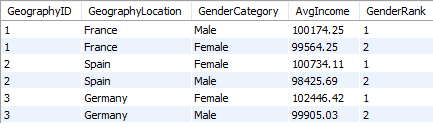 GeographyID GeographyLocation GenderCategory AvgIncome GenderRank
1 France Male 100174.25 1
1 France Female 99564.25 2
2 Spain Female 100734.11 1
2 Spain Male 98425.69 2
3 Germany Female 102446.42 1
3 Germany Male 99905.03 2